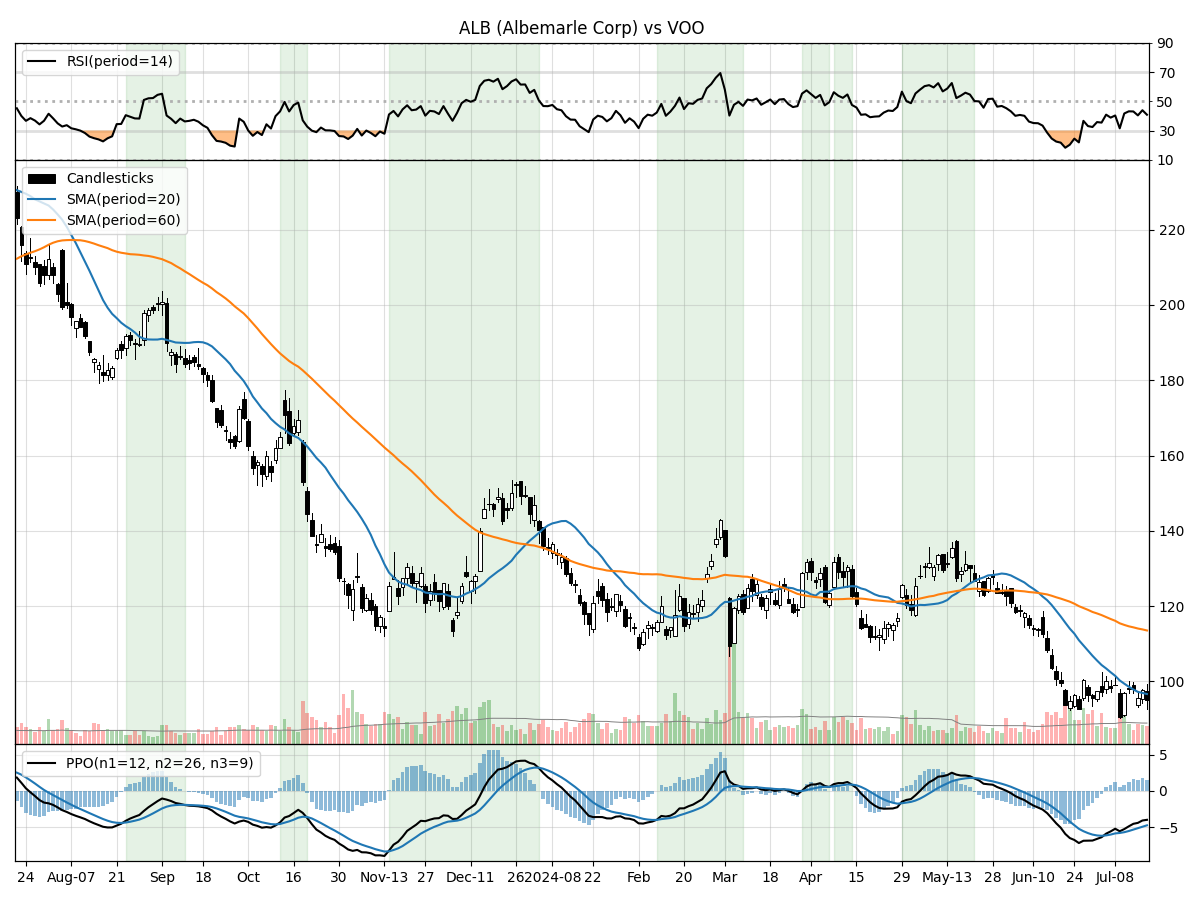 ALB (Albemarle Corp) vs VOO
RSI(period=14)
90
70
50
30
10
Candlesticks
SMA(period=20)
SMA(period=60)
220
200
180
160
140
120
100
PPO(n1=12, n2=26, n3=9)
5
0
−5
24 Aug-07 21 Sep 18 Oct 16 30 Nov-13 27 Dec-11 26 2024-08 22 Feb 20 Mar 18 Apr 15 29 May-13 28 Jun-10 24 Jul-08